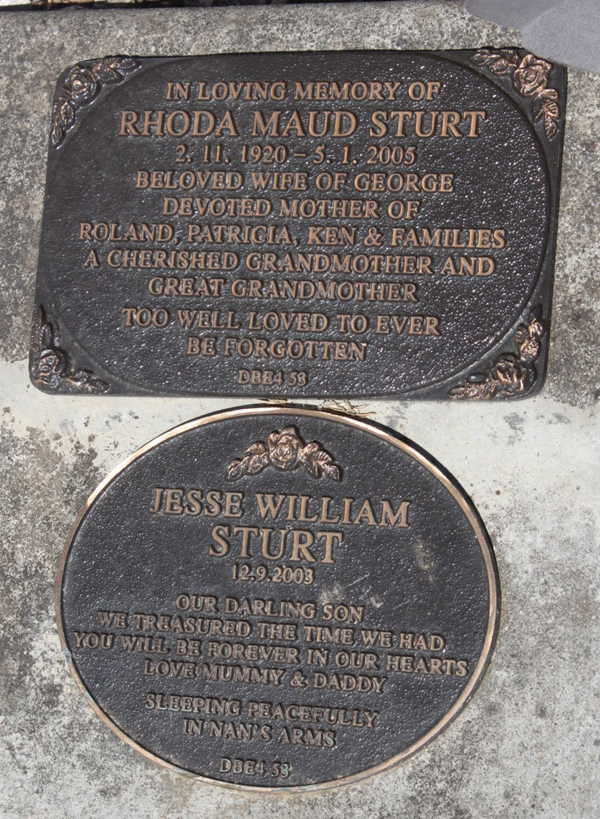 IN LOVING MEMORY OF
RHODA MAUD STURT
2. 11. 1920 – 5. 1. 2005
BELOVED WIFE OF GEORGE
DEVOTED MOTHER OF
ROLAND, PATRICIA, KEN & FAMILIES
A CHERISHED GRANDMOTHER AND
GREAT GRANDMOTHER
TOO WELL LOVED TO EVER
BE FORGOTTEN
DBE4 58
JESSE WILLIAM
STURT
12.9.2003
OUR DARLING SON
WE TREASURED THE TIME WE HAD,
YOU WILL BE FOREVER IN OUR HEARTS
LOVE MUMMY & DADDY
SLEEPING PEACEFULLY
IN NAN'S ARMS
DBE4 58